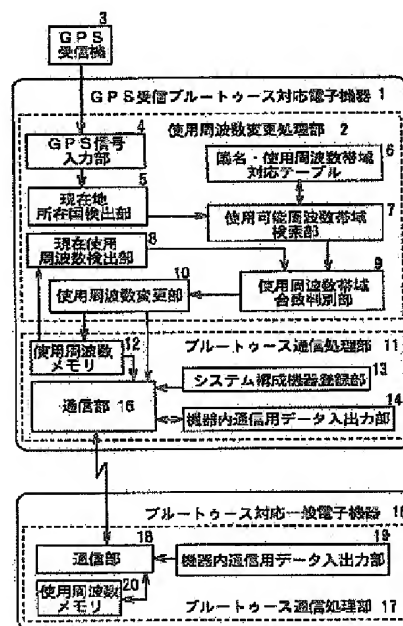 3
GPS
受信機
GPS受信ブルートゥース対応電子機器 1
使用周波数変更処理部 2
4
GPS信号
入力部
6
国名・使用周波数帯域
対応テーブル
5
現在地
所在国検出部
7
使用可能周波数帯域
検索部
8
現在使用
周波数検出部
9
使用周波数帯域
合致判別部
10
使用周波数変更部
ブルートゥース通信処理部 11
12
使用周波数
メモリ
13
システム構成機器登録部
通信部 15
14
機器内通信用データ入出力部
ブルートゥース対応一般電子機器 16
18
通信部
19
機器内通信用データ入出力部
20
使用周波数
メモリ
ブルートゥース通信処理部 17